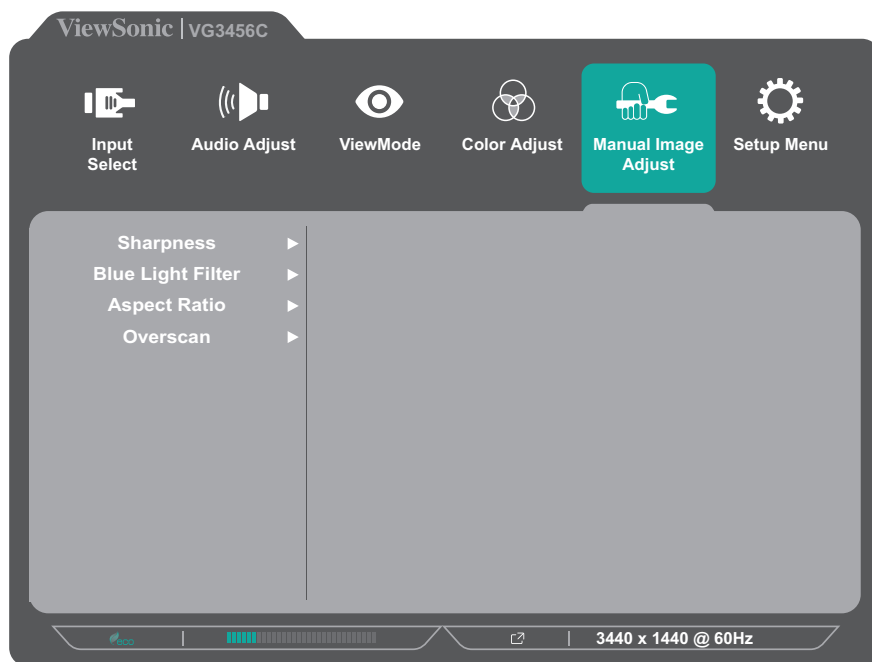 ViewSonic | VG3456C
Input Select
Audio Adjust
ViewMode
Color Adjust
Manual Image Adjust
Setup Menu
Sharpness
Blue Light Filter
Aspect Ratio
Overscan
eco
3440 x 1440 @ 60Hz